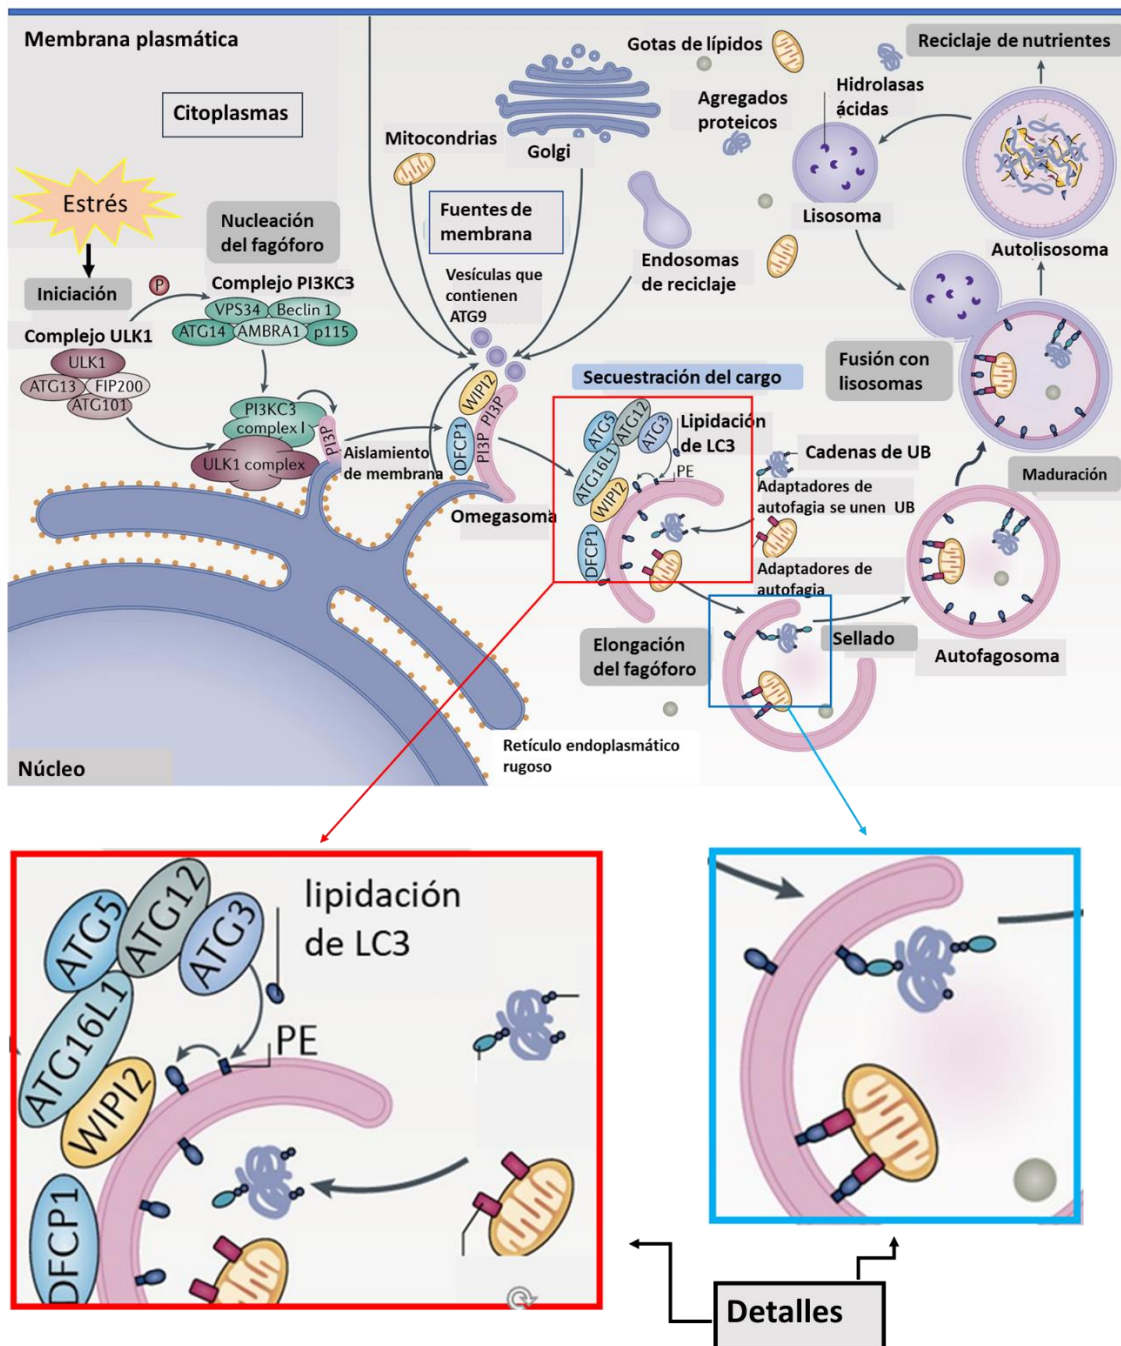 Membrana plasmática
Citoplasmas
Estrés
Iniciación
Nucleación
del fagóforo
P
Complejo PI3KC3
VPS34
Beclin 1
ATG14
AMBRA1
p115
Complejo ULK1
ULK1
ATG13
FIP200
ATG101
PI3KC3
complex I
ULK1 complex
PI3P
Aislamiento
de membrana
Mitocondrias
Golgi
Fuentes de
membrana
Vesículas que
contienen
ATG9
Endosomas
de reciclaje
Gotas de lípidos
Agregados
proteicos
Hidrolasas
ácidas
Reciclaje de nutrientes
Lisosoma
Autolisosoma
Fusión con
lisosomas
WIPI2
DFCP1
PI3P
PI3P
Omegasoma
Secuestración del cargo
ATG5
ATG12
ATG3
ATG16L1
WIPI2
DFCP1
Lipidación
de LC3
PE
Cadenas de UB
Adaptadores de
autofagia se unen UB
Adaptadores de
autofagia
Maduración
Elongación
del fagóforo
Sellado
Autofagosoma
Retículo endoplasmático
rugoso
Núcleo
ATG5
ATG12
ATG3
ATG16L1
WIPI2
DFCP1
lipidación
de LC3
PE
Detalles